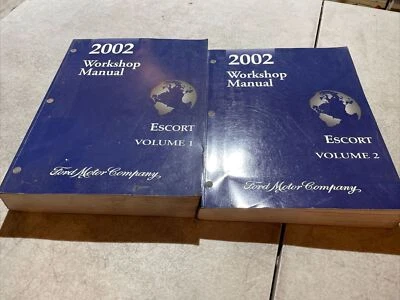 2002
Workshop
Manual
ESCORT
VOLUME 1
Ford Motor Company
2002
Workshop
Manual
ESCORT
VOLUME 2
Ford Motor Company